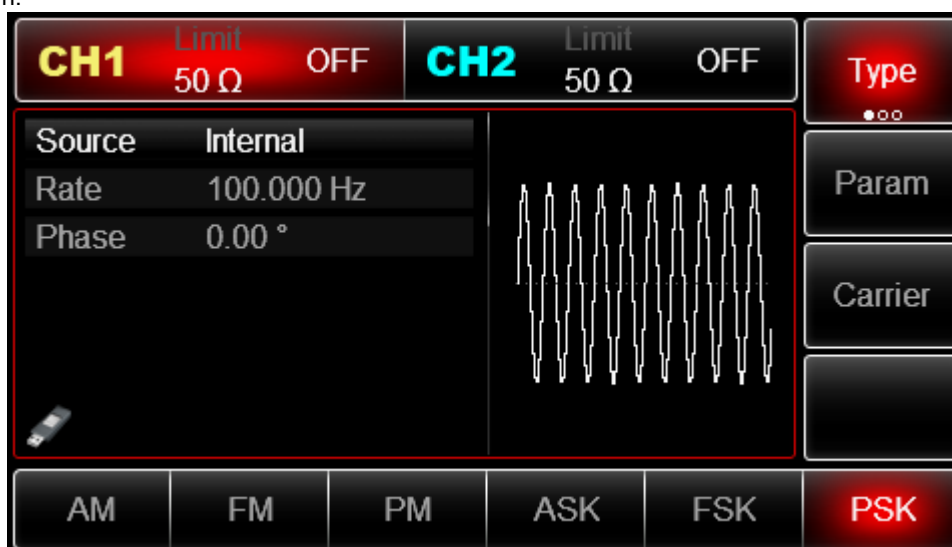 n.
CH1 Limit 50 Ω OFF CH2 Limit 50 Ω OFF
Type
Source Internal
Rate 100.000 Hz
Phase 0.00 °
Param
Carrier
AM FM PM ASK FSK PSK